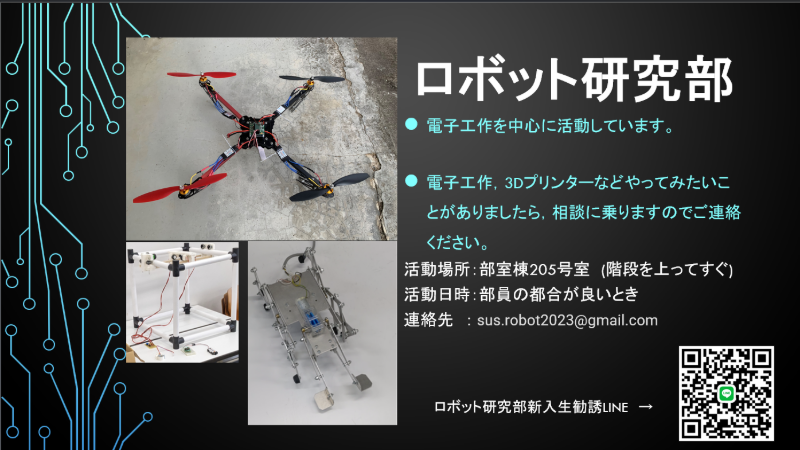 ロボット研究部
電子工作を中心に活動しています。
電子工作，3Dプリンターなどやってみたいこ
とがありましたら，相談に乗りますのでご連絡
ください。
活動場所：部室棟205号室 （階段を上ってすぐ）
活動日時：部員の都合が良いとき
連絡先 ：sus.robot2023@gmail.com
ロボット研究部新入生勧誘LINE →